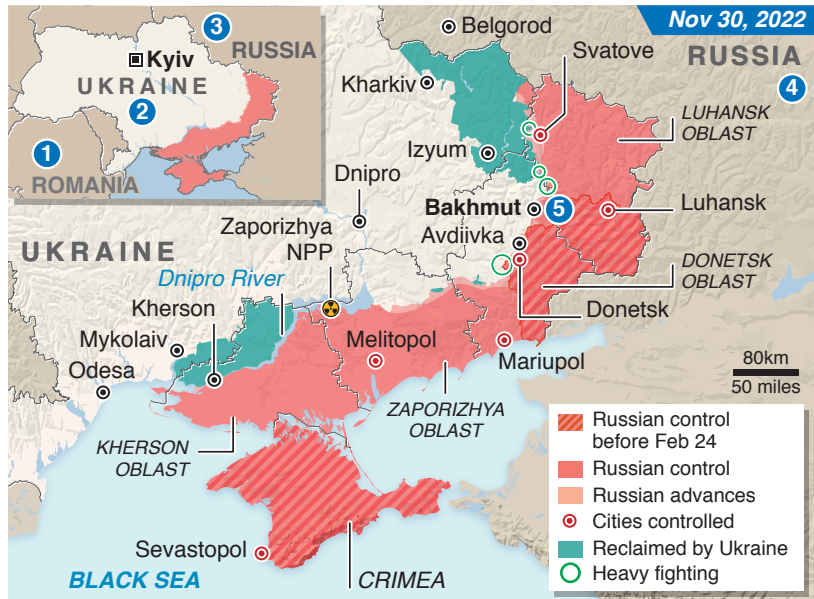 Nov 30, 2022
3
RUSSIA
Kyiv
UKRAINE
2
1
ROMANIA
Belgorod
Svatove
RUSSIA
4
Kharkiv
LUHANSK
OBLAST
Izyum
Dnipro
Bakhmut
5
Luhansk
Zaporizhya
NPP
Avdiivka
UKRAINE
Dnipro River
DONETSK
OBLAST
Kherson
Donetsk
Mykolaiv
Melitopol
Mariupol
Odesa
80km
50 miles
ZAPORIZHYA
OBLAST
KHERSON
OBLAST
Russian control
before Feb 24
Russian control
Russian advances
Cities controlled
Reclaimed by Ukraine
Heavy fighting
Sevastopol
BLACK SEA
CRIMEA